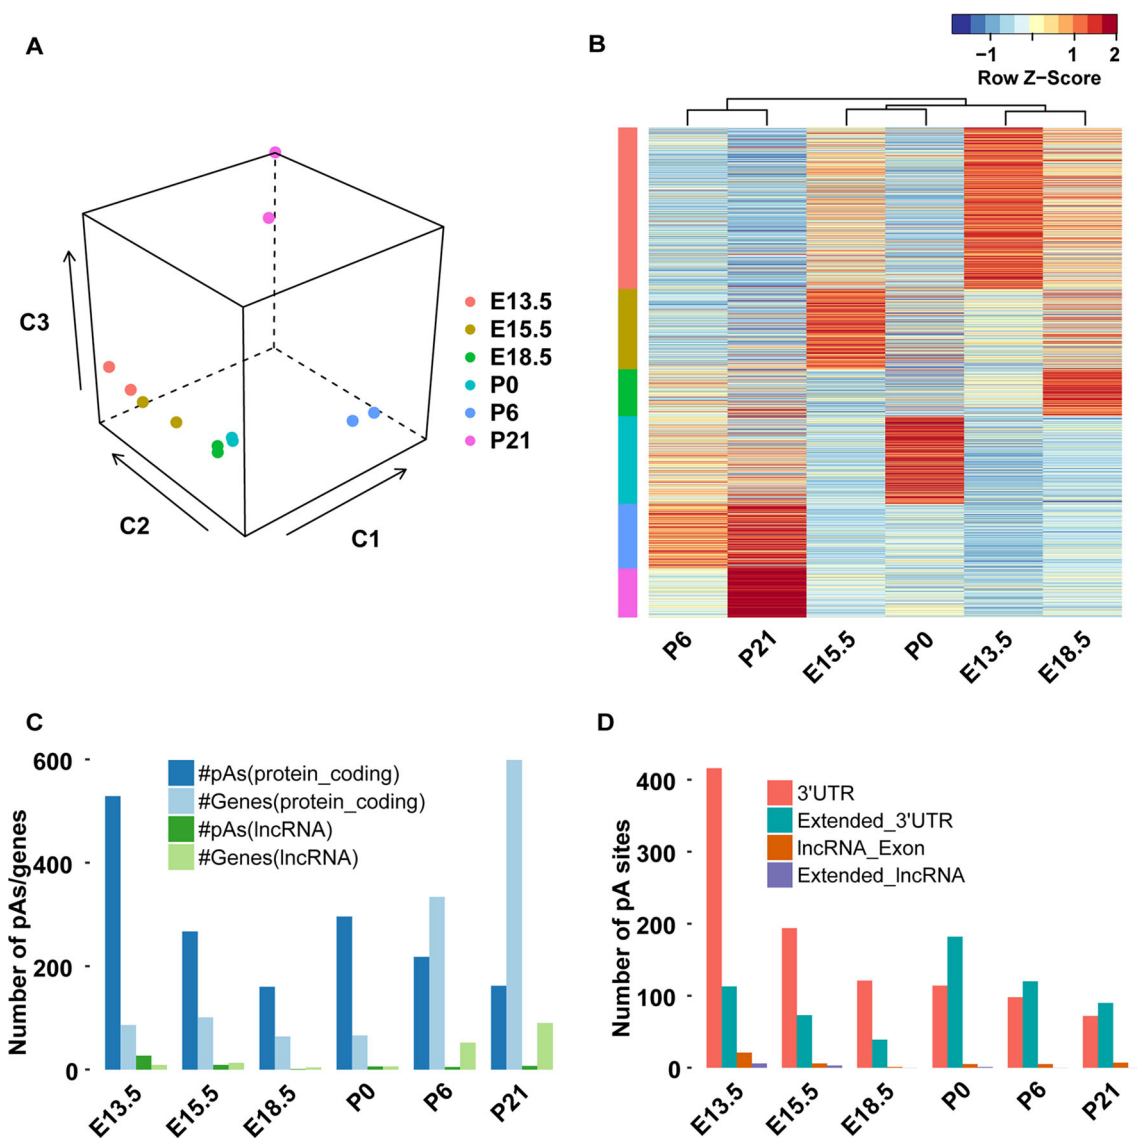 A
C3
C2
C1
E13.5
E15.5
E18.5
P0
P6
P21
B
−1
1
2
Row Z−Score
P6
P21
E15.5
P0
E13.5
E18.5
C
Number of pAs/genes
600
400
200
0
#pAs(protein_coding)
#Genes(protein_coding)
#pAs(lncRNA)
#Genes(lncRNA)
E13.5
E15.5
E18.5
P0
P6
P21
D
Number of pA sites
400
300
200
100
0
3'UTR
Extended_3'UTR
lncRNA_Exon
Extended_lncRNA
E13.5
E15.5
E18.5
P0
P6
P21